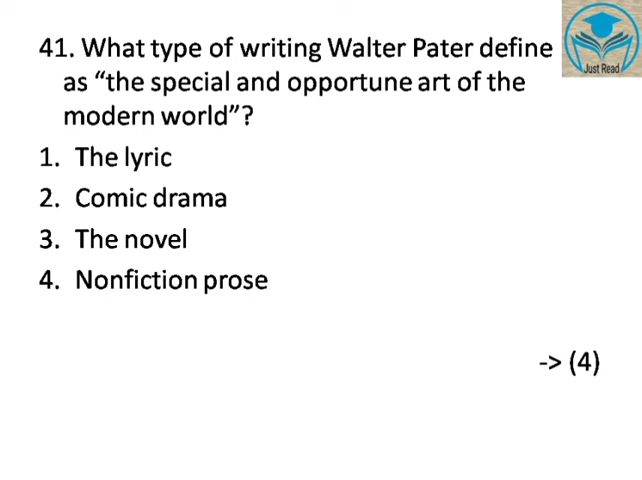 41. What type of writing Walter Pater define
as “the special and opportune art of the
modern world”?
1. The lyric
2. Comic drama
3. The novel
4. Nonfiction prose
-> (4)
Just Read